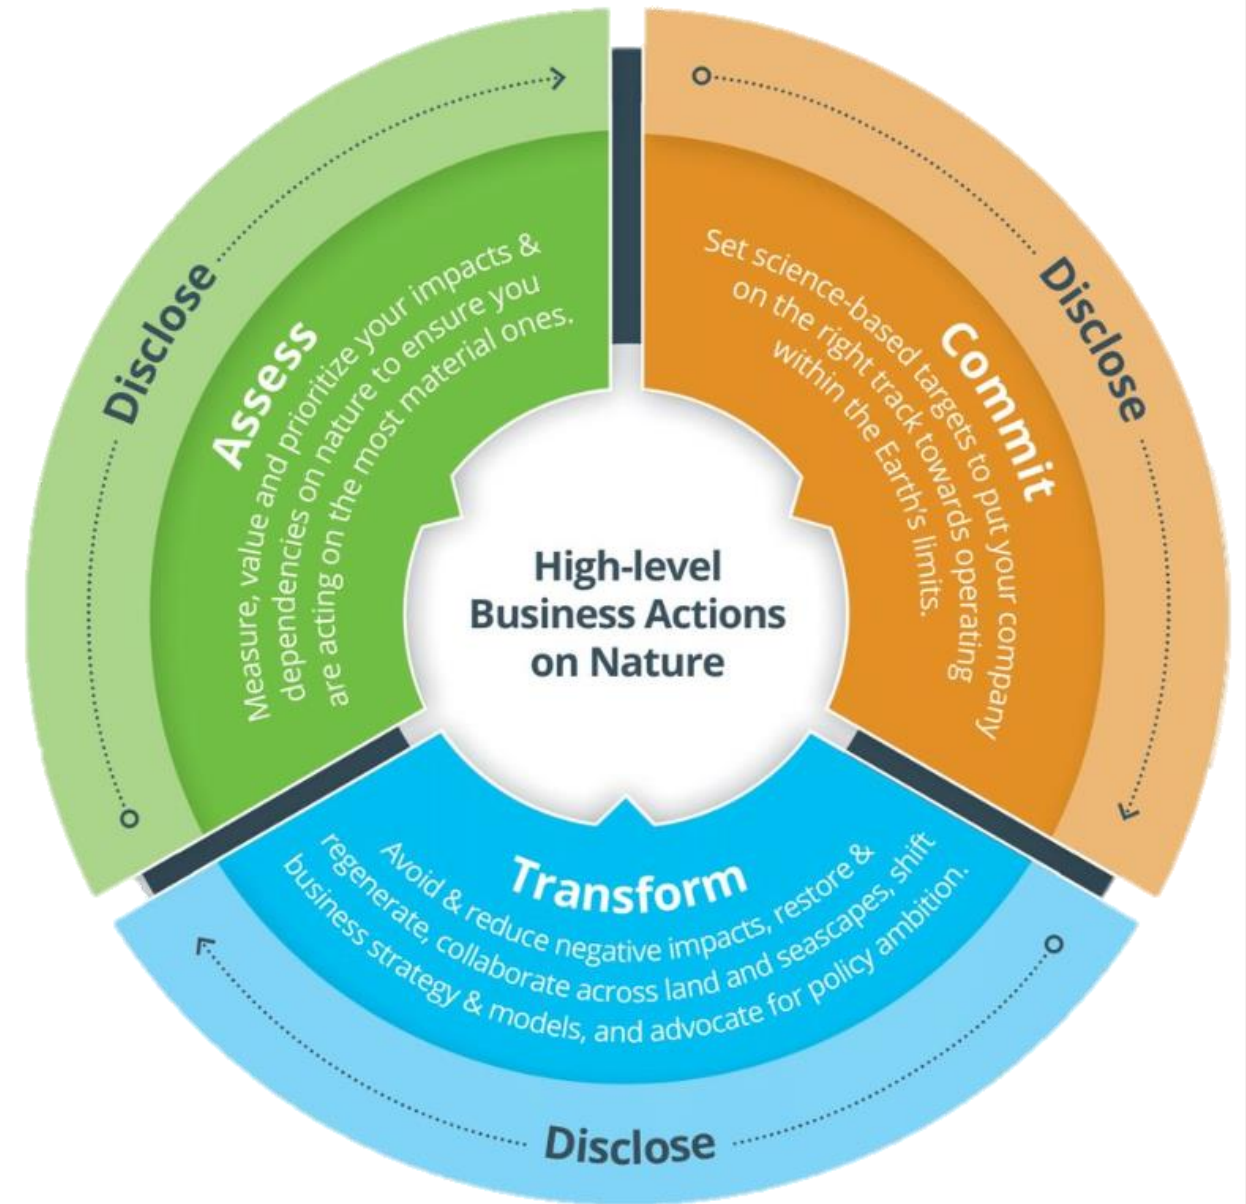 High-level
Business Actions
on Nature
Disclose
Assess
Measure, value and prioritize your impacts &
dependencies on nature to ensure you
are acting on the most material ones.
Disclose
Commit
Set science-based targets to put your company
on the right track towards operating
within the Earth's limits.
Transform
Avoid & reduce negative impacts, restore &
regenerate, collaborate across land and seascapes, shift
business strategy & models, and advocate for policy ambition.
Disclose